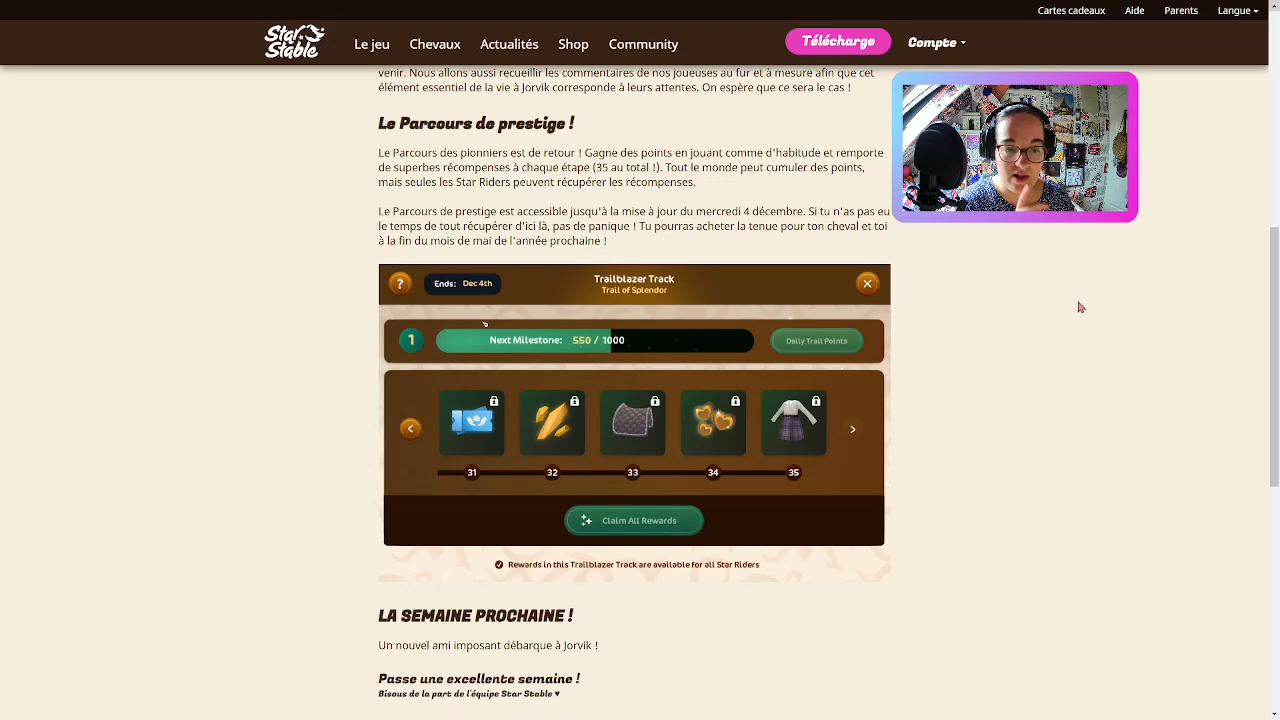 Cartes cadeaux Aide Parents Langue
Star Stable
Le jeu Chevaux Actualités Shop Community Télécharge Compte
venir. Nous allons aussi recueillir les commentaires de nos joueuses au fur et à mesure afin que cet
élément essentiel de la vie à Jorvik corresponde à leurs attentes. On espère que ce sera le cas !
Le Parcours de prestige !
Le Parcours des pionniers est de retour ! Gagne des points en jouant comme d'habitude et remporte
de superbes récompenses à chaque étape (35 au total !). Tout le monde peut cumuler des points,
mais seules les Star Riders peuvent récupérer les récompenses.
Le Parcours de prestige est accessible jusqu'à la mise à jour du mercredi 4 décembre. Si tu n'as pas eu
le temps de tout récupérer d'ici là, pas de panique ! Tu pourras acheter la tenue pour ton cheval et toi
à la fin du mois de mai de l'année prochaine !
? Ends: Dec 4th
Trailblazer Track
Trail of Splendor
1 Next Milestone: 550 / 1000 Daily Trail Points
31 32 33 34 35
Claim All Rewards
Rewards in this Trailblazer Track are available for all Star Riders
LA SEMAINE PROCHAINE !
Un nouvel ami imposant débarque à Jorvik !
Passe une excellente semaine !
Bisous de la part de l'équipe Star Stable ♥